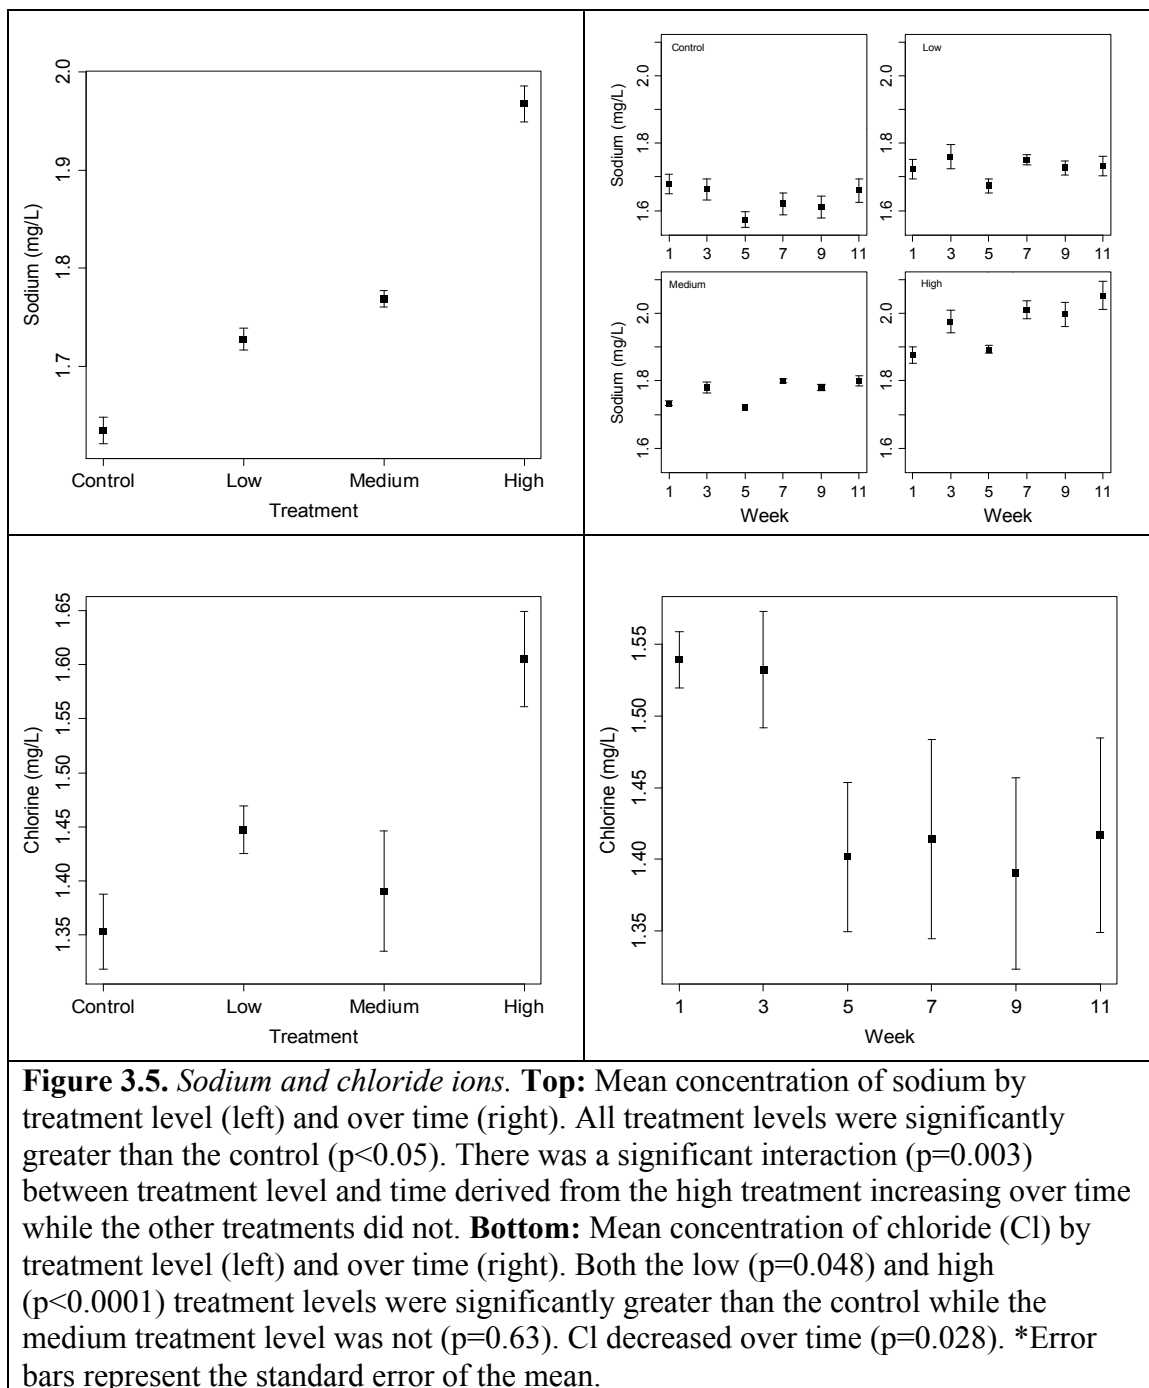 Sodium (mg/L)
2.0
1.9
1.8
1.7
Control Low Medium High
Treatment
Control
Sodium (mg/L)
2.0
1.8
1.6
1 3 5 7 9 11
Low
2.0
1.8
1.6
1 3 5 7 9 11
Medium
Sodium (mg/L)
2.0
1.8
1.6
1 3 5 7 9 11
Week
High
2.0
1.8
1.6
1 3 5 7 9 11
Week
Chlorine (mg/L)
1.65
1.60
1.55
1.50
1.45
1.40
1.35
Control Low Medium High
Treatment
Chlorine (mg/L)
1.55
1.50
1.45
1.40
1.35
1 3 5 7 9 11
Week
Figure 3.5. Sodium and chloride ions. Top: Mean concentration of sodium by
treatment level (left) and over time (right). All treatment levels were significantly
greater than the control (p<0.05). There was a significant interaction (p=0.003)
between treatment level and time derived from the high treatment increasing over time
while the other treatments did not. Bottom: Mean concentration of chloride (Cl) by
treatment level (left) and over time (right). Both the low (p=0.048) and high
(p<0.0001) treatment levels were significantly greater than the control while the
medium treatment level was not (p=0.63). Cl decreased over time (p=0.028). *Error
bars represent the standard error of the mean.